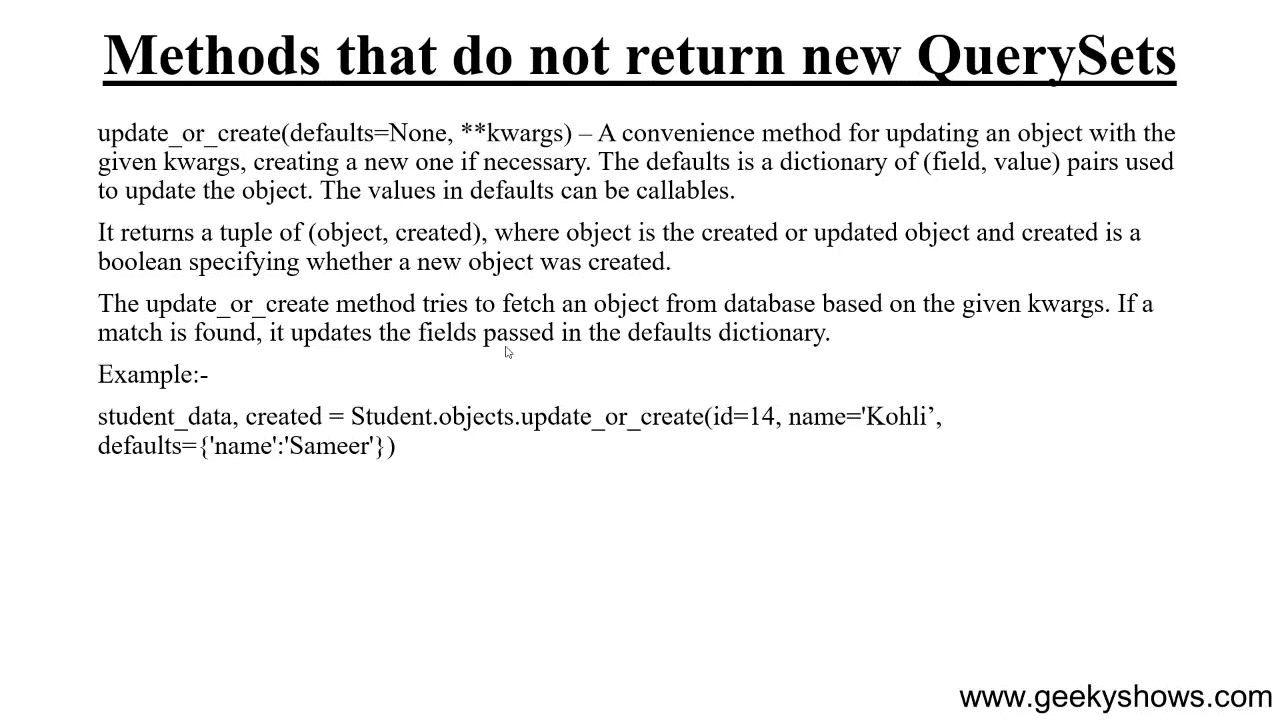 Methods that do not return new QuerySets
update_or_create(defaults=None, **kwargs) – A convenience method for updating an object with the
given kwargs, creating a new one if necessary. The defaults is a dictionary of (field, value) pairs used
to update the object. The values in defaults can be callables.
It returns a tuple of (object, created), where object is the created or updated object and created is a
boolean specifying whether a new object was created.
The update_or_create method tries to fetch an object from database based on the given kwargs. If a
match is found, it updates the fields passed in the defaults dictionary.
Example:-
student_data, created = Student.objects.update_or_create(id=14, name='Kohli’,
defaults={'name':'Sameer'})
www.geekyshows.com